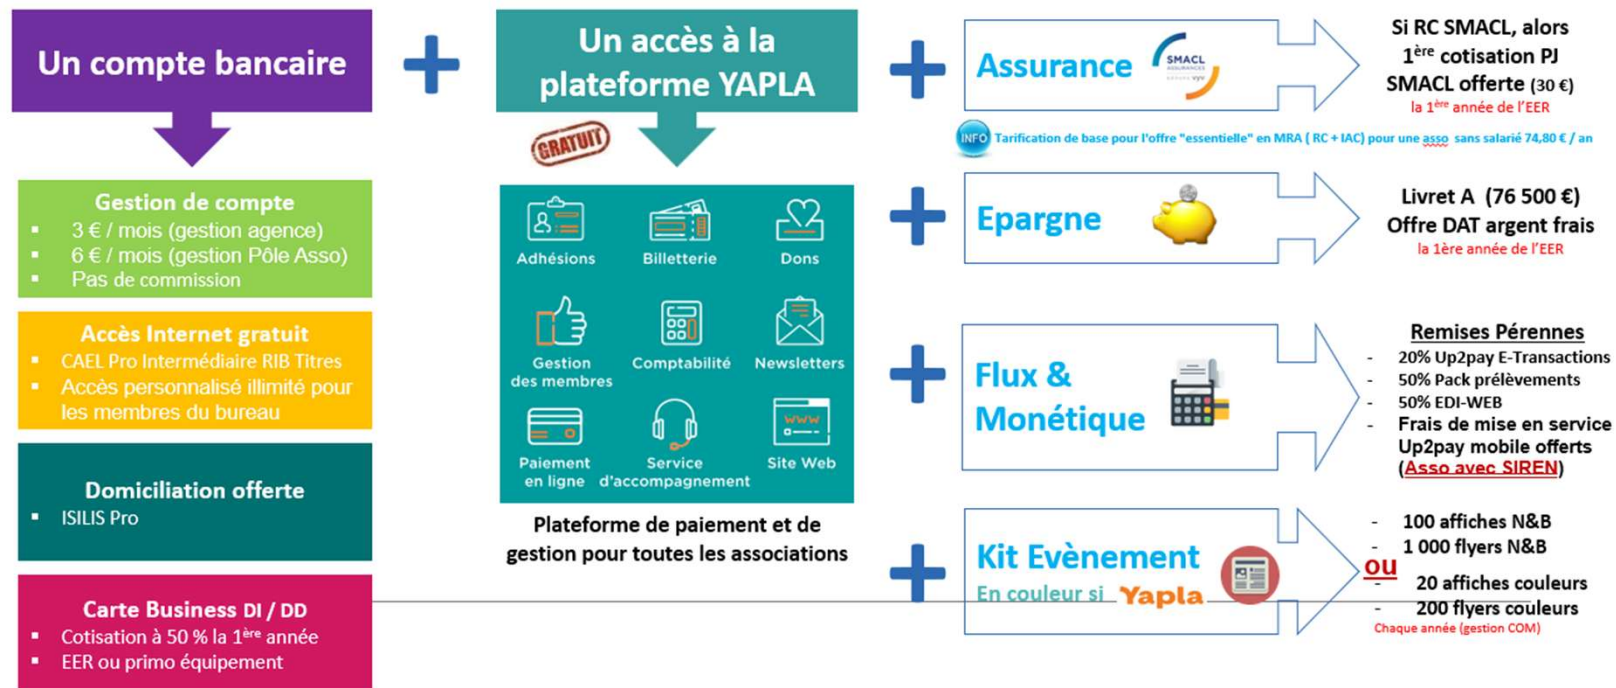 Un compte bancaire
Gestion de compte
▪ 3 € / mois (gestion agence)
▪ 6 € / mois (gestion Pôle Asso)
▪ Pas de commission
Accès Internet gratuit
▪ CAEL Pro Intermédiaire RIB Titres
▪ Accès personnalisé illimité pour
les membres du bureau
Domiciliation offerte
▪ ISILIS Pro
Carte Business DI / DD
▪ Cotisation à 50 % la 1ère année
▪ EER ou primo équipement
Un accès à la
plateforme YAPLA
GRATUIT
Adhésions
Billetterie
Dons
Gestion
des membres
Comptabilité
Newsletters
Paiement
en ligne
Service
d'accompagnement
WWW
Site Web
Plateforme de paiement et de
gestion pour toutes les associations
Assurance
SMACL
ASSURANCES
GROUPE vyv
Si RC SMACL, alors
1ère cotisation PJ
SMACL offerte (30 €)
la 1ère année de l'EER
INFO
Tarification de base pour l'offre "essentielle" en MRA ( RC + IAC) pour une asso sans salarié 74,80 € / an
Epargne
Livret A (76 500 €)
Offre DAT argent frais
la 1ère année de l'EER
Flux &
Monétique
Remises Pérennes
- 20% Up2pay E-Transactions
- 50% Pack prélèvements
- 50% EDI-WEB
- Frais de mise en service
Up2pay mobile offerts
(Asso avec SIREN)
Kit Evènement
En couleur si Yapla
- 100 affiches N&B
- 1 000 flyers N&B
ou
- 20 affiches couleurs
- 200 flyers couleurs
Chaque année (gestion COM)